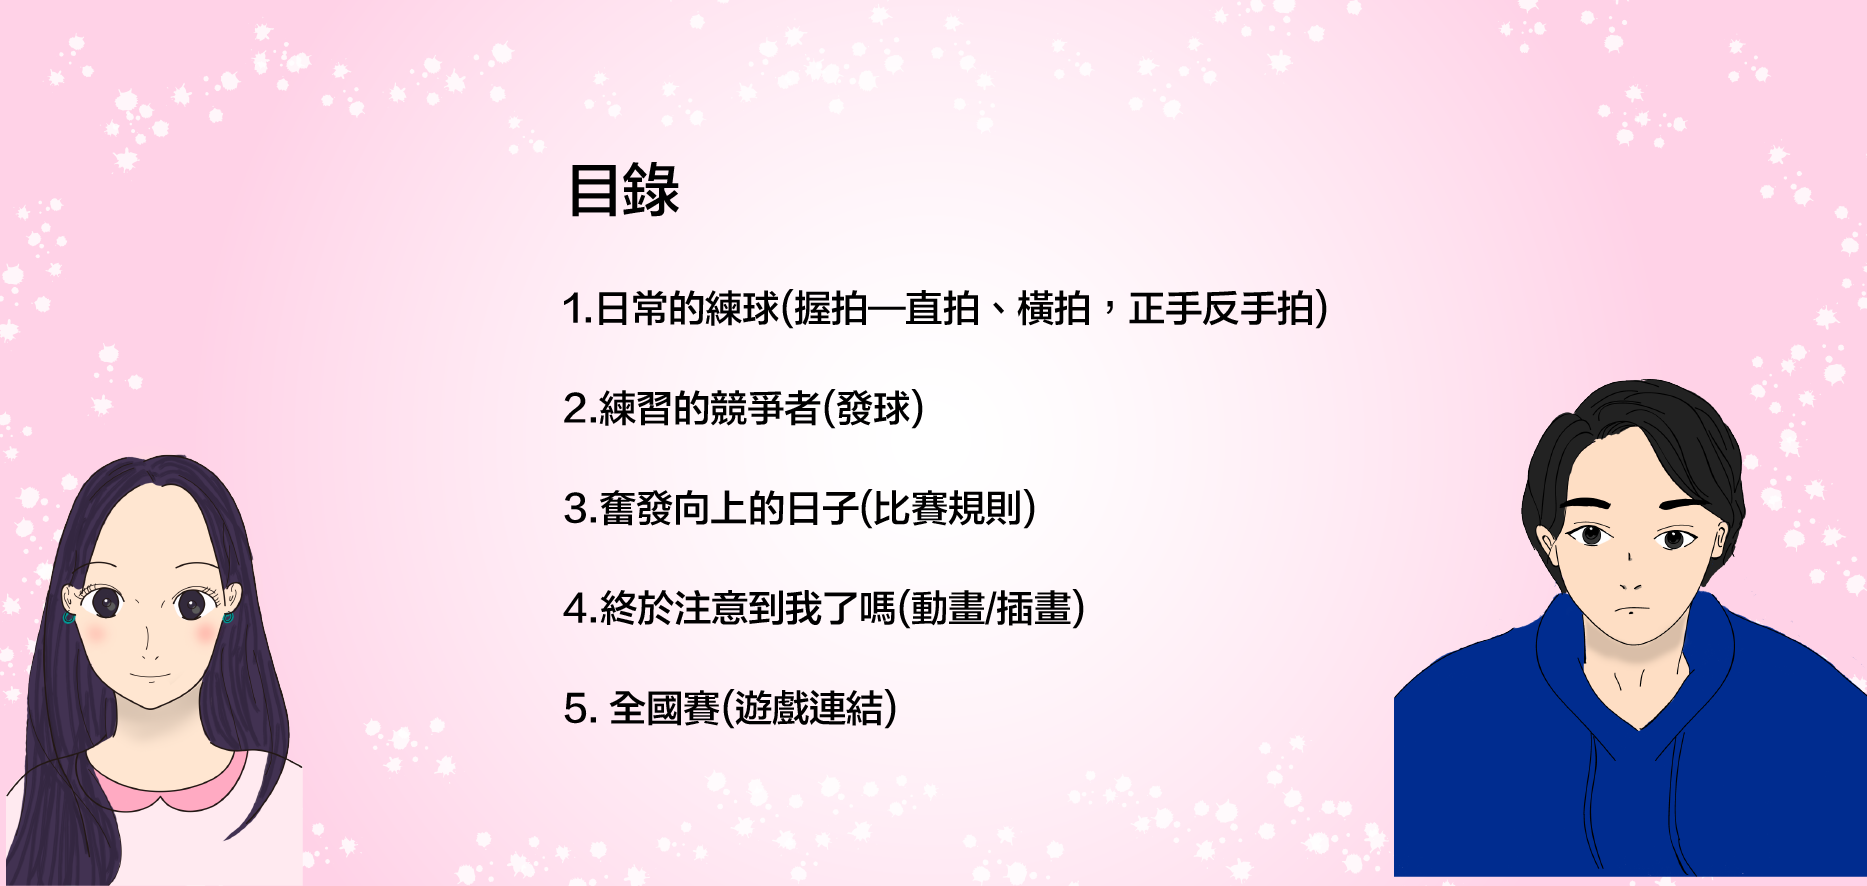 目錄
1.日常的練球(握拍—直拍、橫拍，正手反手拍)
2.練習的競爭者(發球)
3.奮發向上的日子(比賽規則)
4.終於注意到我了嗎(動畫/插畫)
5. 全國賽(遊戲連結)